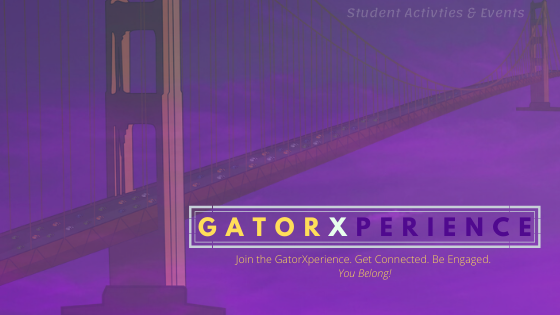 Student Activties & Events
GATORXPERIENCE
Join the GatorXperience. Get Connected. Be Engaged.
You Belong!